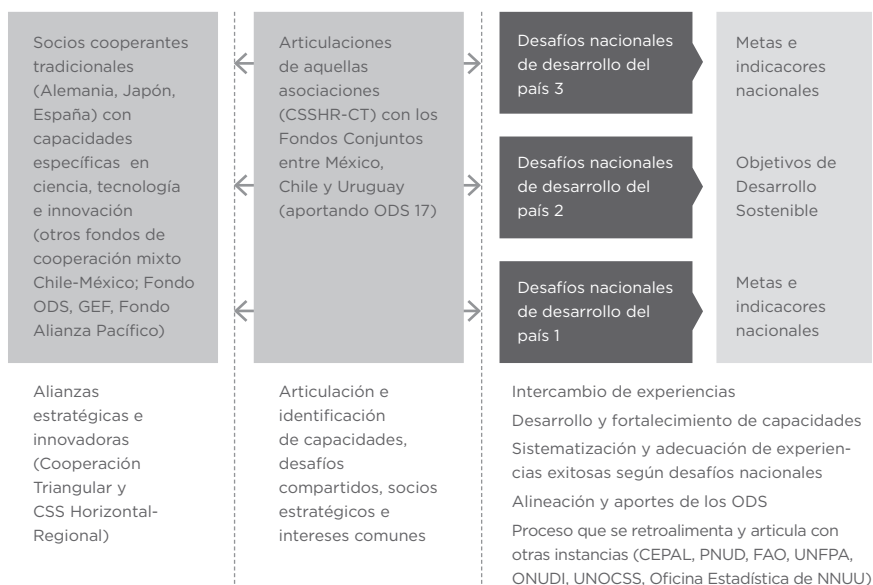 Socios cooperantes
tradicionales
(Alemania, Japón,
España) con
capacidades
específicas en
ciencia, tecnología
e innovación
(otros fondos de
cooperación mixto
Chile-México; Fondo
ODS, GEF, Fondo
Alianza Pacífico)
Articulaciones
de aquellas
asociaciones
(CSSHR-CT) con los
Fondos Conjuntos
entre México,
Chile y Uruguay
(aportando ODS 17)
Desafíos nacionales
de desarrollo del
país 3
Metas e
indicacores
nacionales
Desafíos nacionales
de desarrollo del
país 2
Objetivos de
Desarrollo
Sostenible
Desafíos nacionales
de desarrollo del
país 1
Metas e
indicacores
nacionales
Alianzas
estratégicas e
innovadoras
(Cooperación
Triangular y
CSS Horizontal-
Regional)
Articulación e
identificación
de capacidades,
desafíos
compartidos, socios
estratégicos e
intereses comunes
Intercambio de experiencias
Desarrollo y fortalecimiento de capacidades
Sistematización y adecuación de experien-
cias exitosas según desafíos nacionales
Alineación y aportes de los ODS
Proceso que se retroalimenta y articula con
otras instancias (CEPAL, PNUD, FAO, UNFPA,
ONUDI, UNOCSS, Oficina Estadística de NNUU)